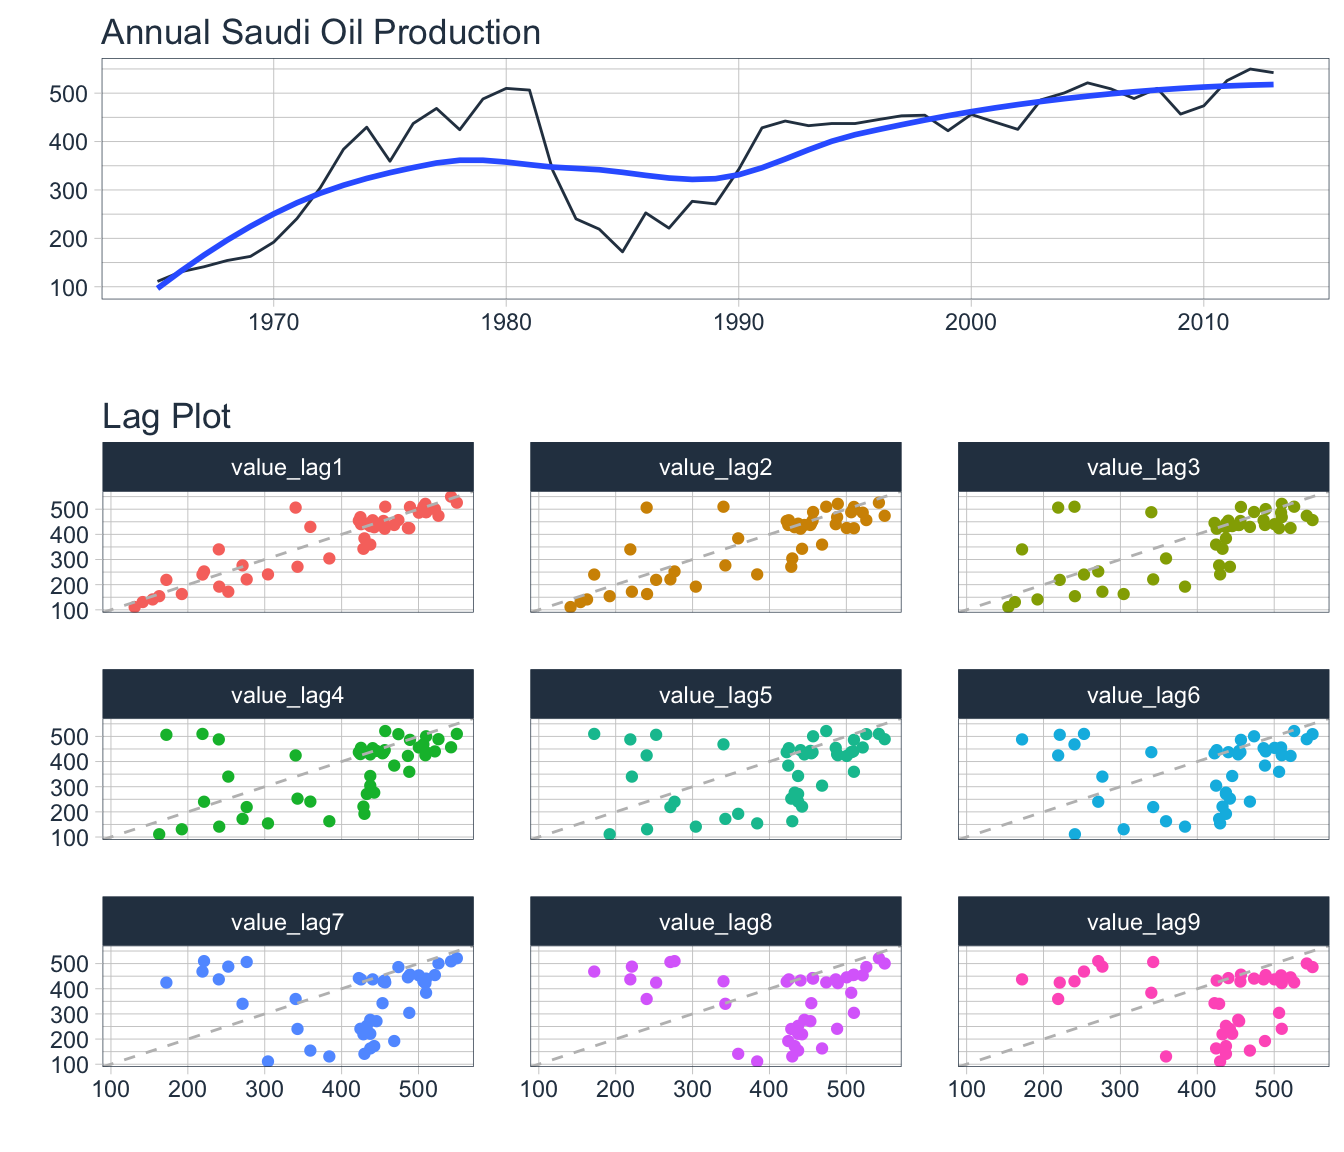 Annual Saudi Oil Production
500
400
300
200
100
1970 1980 1990 2000 2010
Lag Plot
value_lag1 value_lag2 value_lag3
500
400
300
200
100
value_lag4 value_lag5 value_lag6
500
400
300
200
100
value_lag7 value_lag8 value_lag9
500
400
300
200
100
100 200 300 400 500 100 200 300 400 500 100 200 300 400 500